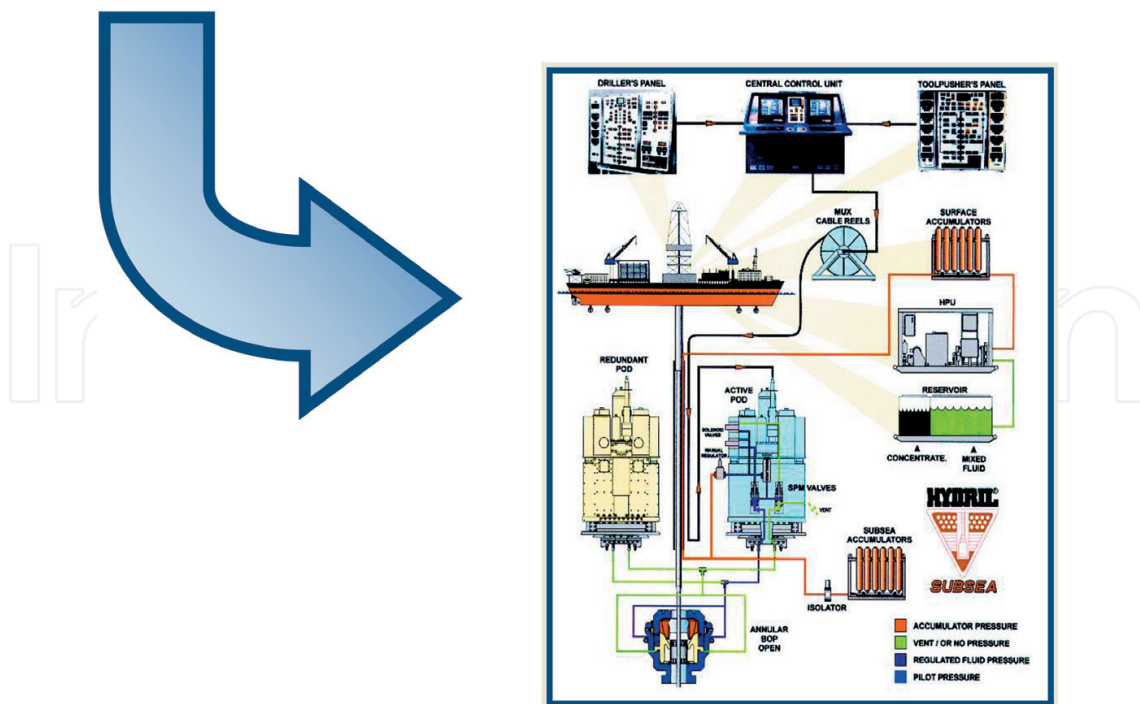 DRILLER'S PANEL
CENTRAL CONTROL UNIT
TOOLPUSHER'S PANEL
MUX
CABLE REELS
SURFACE
ACCUMULATORS
HPU
REDUNDANT
POD
ACTIVE
POD
RESERVOIR
SOLENOID
VALVES
MANUAL
REGULATOR
CONCENTRATE.
MIXED
FLUID
SPM VALVES
VENT
HYDRIL®
SUBSEA
SUBSEA
ACCUMULATORS
ISOLATOR
ANNULAR
BOP
OPEN
ACCUMULATOR PRESSURE
VENT / OR NO PRESSURE
REGULATED FLUID PRESSURE
PILOT PRESSURE